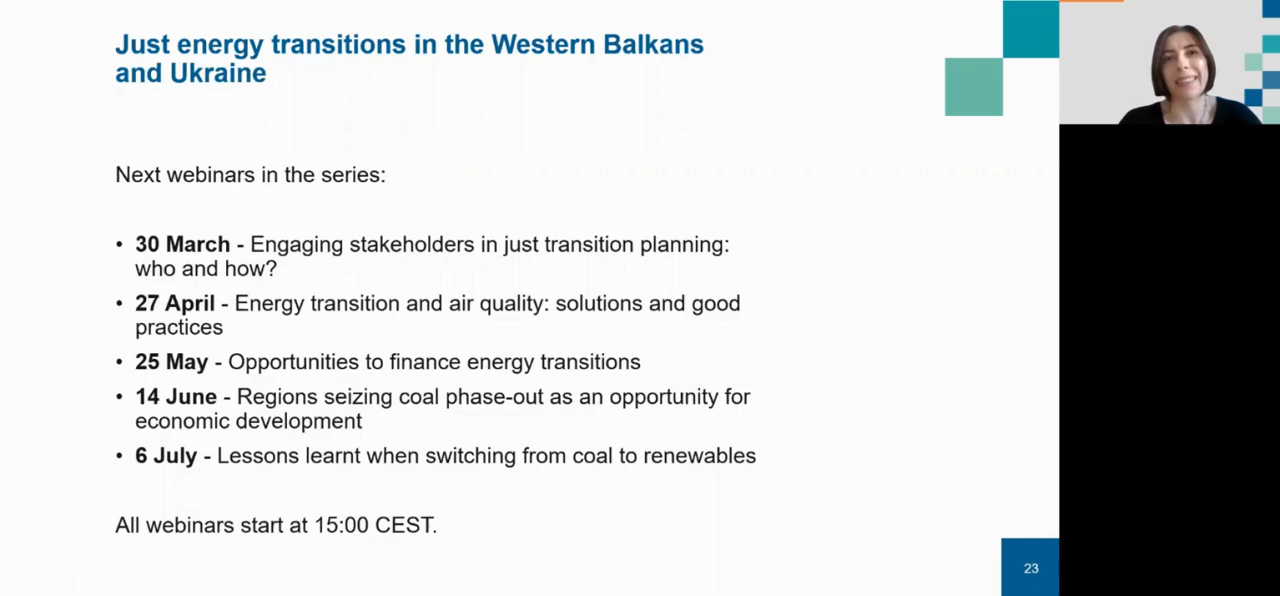 Just energy transitions in the Western Balkans
and Ukraine
Next webinars in the series:
• 30 March - Engaging stakeholders in just transition planning:
who and how?
• 27 April - Energy transition and air quality: solutions and good
practices
• 25 May - Opportunities to finance energy transitions
• 14 June - Regions seizing coal phase-out as an opportunity for
economic development
• 6 July - Lessons learnt when switching from coal to renewables
All webinars start at 15:00 CEST.
23